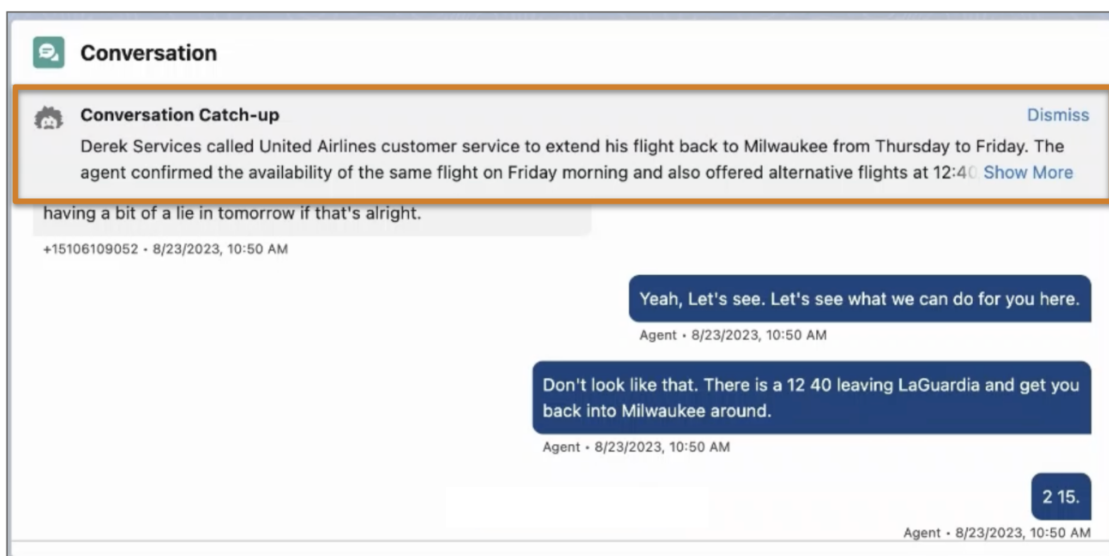 Conversation
Conversation Catch-up
Dismiss
Derek Services called United Airlines customer service to extend his flight back to Milwaukee from Thursday to Friday. The
agent confirmed the availability of the same flight on Friday morning and also offered alternative flights at 12:40 Show More
having a bit of a lie in tomorrow if that's alright.
+15106109052 • 8/23/2023, 10:50 AM
Yeah, Let's see. Let's see what we can do for you here.
Agent • 8/23/2023, 10:50 AM
Don't look like that. There is a 12 40 leaving LaGuardia and get you
back into Milwaukee around.
Agent • 8/23/2023, 10:50 AM
2 15.
Agent • 8/23/2023, 10:50 AM